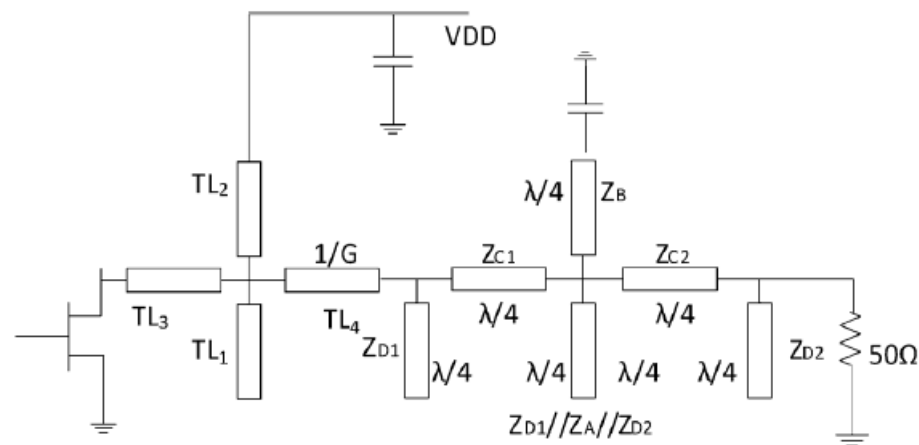 VDD
TL2
λ/4
ZB
1/G
ZC1
ZC2
TL3
TL4
λ/4
λ/4
TL1
ZD1
λ/4
λ/4
λ/4
λ/4
ZD2
50Ω
ZD1//ZA//ZD2